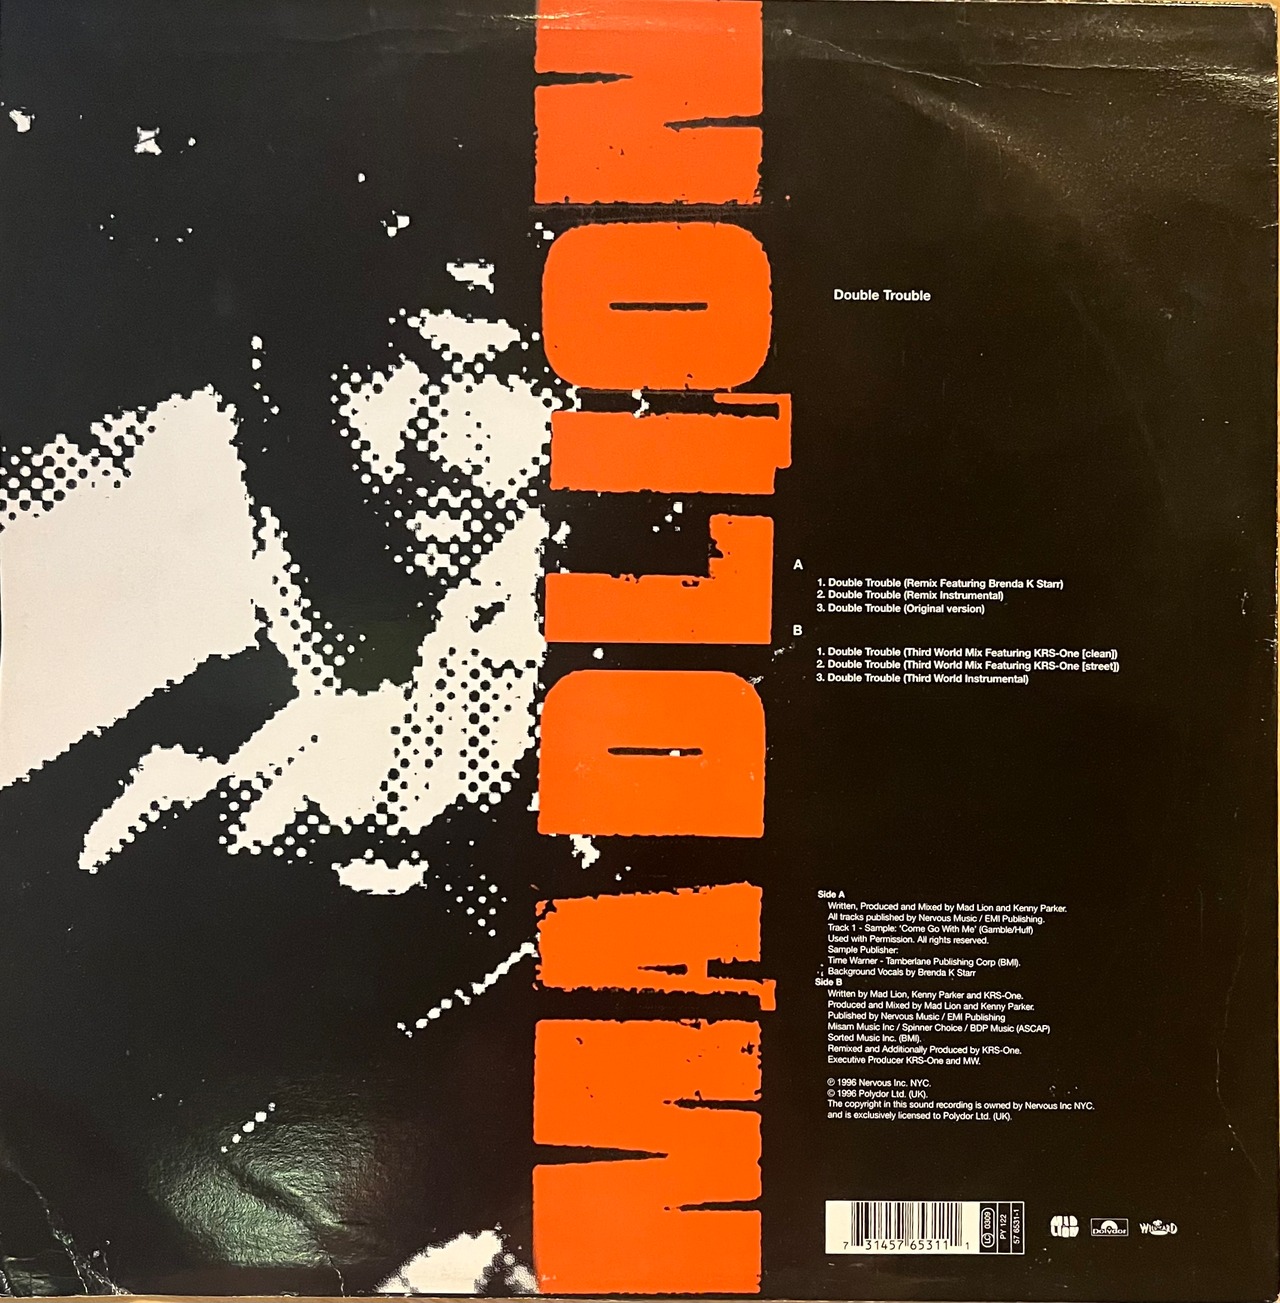 MAD LION
Double Trouble
A
1. Double Trouble (Remix Featuring Brenda K Starr)
2. Double Trouble (Remix Instrumental)
3. Double Trouble (Original version)
B
1. Double Trouble (Third World Mix Featuring KRS-One [clean])
2. Double Trouble (Third World Mix Featuring KRS-One [street])
3. Double Trouble (Third World Instrumental)
Side A
Written, Produced and Mixed by Mad Lion and Kenny Parker.
All tracks published by Nervous Music / EMI Publishing.
Track 1 - Sample: 'Come Go With Me' (Gamble/Huff)
Used with Permission. All rights reserved.
Sample Publisher:
Time Warner - Tamberlane Publishing Corp (BMI).
Background Vocals by Brenda K Starr
Side B
Written by Mad Lion, Kenny Parker and KRS-One.
Produced and Mixed by Mad Lion and Kenny Parker.
Published by Nervous Music / EMI Publishing
Misam Music Inc / Spinner Choice / BDP Music (ASCAP)
Sorted Music Inc. (BMI).
Remixed and Additionally Produced by KRS-One.
Executive Producer KRS-One and MW.
℗ 1996 Nervous Inc. NYC.
© 1996 Polydor Ltd. (UK).
The copyright in this sound recording is owned by Nervous Inc NYC.
and is exclusively licensed to Polydor Ltd. (UK).
7 31457 65311 1
LC 0309
PY 122
57 6531-1
Polydor
WILDCARD